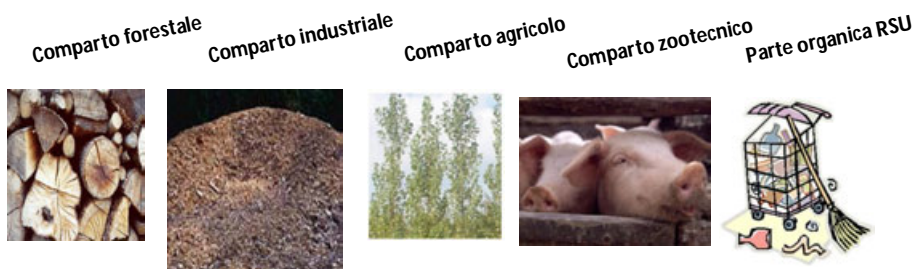 Comparto forestale
Comparto industriale
Comparto agricolo
Comparto zootecnico
Parte organica RSU